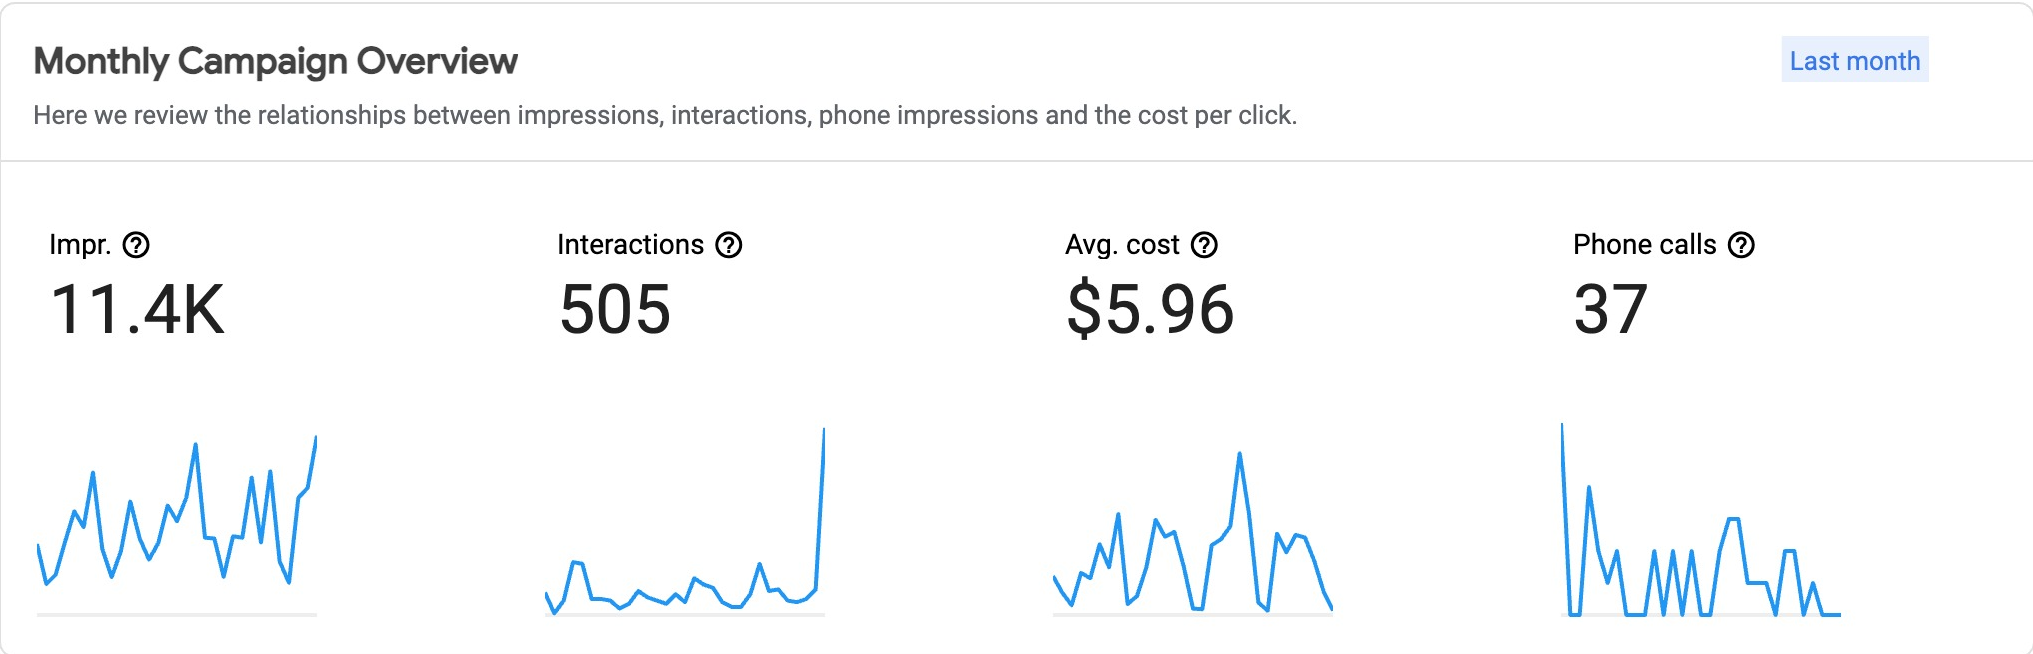 Monthly Campaign Overview
Last month
Here we review the relationships between impressions, interactions, phone impressions and the cost per click.
Impr.
11.4K
Interactions
505
Avg. cost
$5.96
Phone calls
37